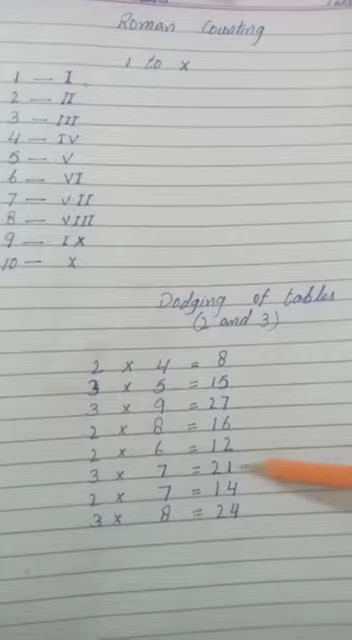 Roman Counting
1 to x
1 — I
2 — II
3 — III
4 — IV
5 — V
6 — VI
7 — VII
8 — VIII
9 — IX
10 — X
Dodging of tables
(2 and 3)
2 × 4 = 8
3 × 5 = 15
3 × 9 = 27
2 × 8 = 16
2 × 6 = 12
3 × 7 = 21
2 × 7 = 14
3 × 8 = 24